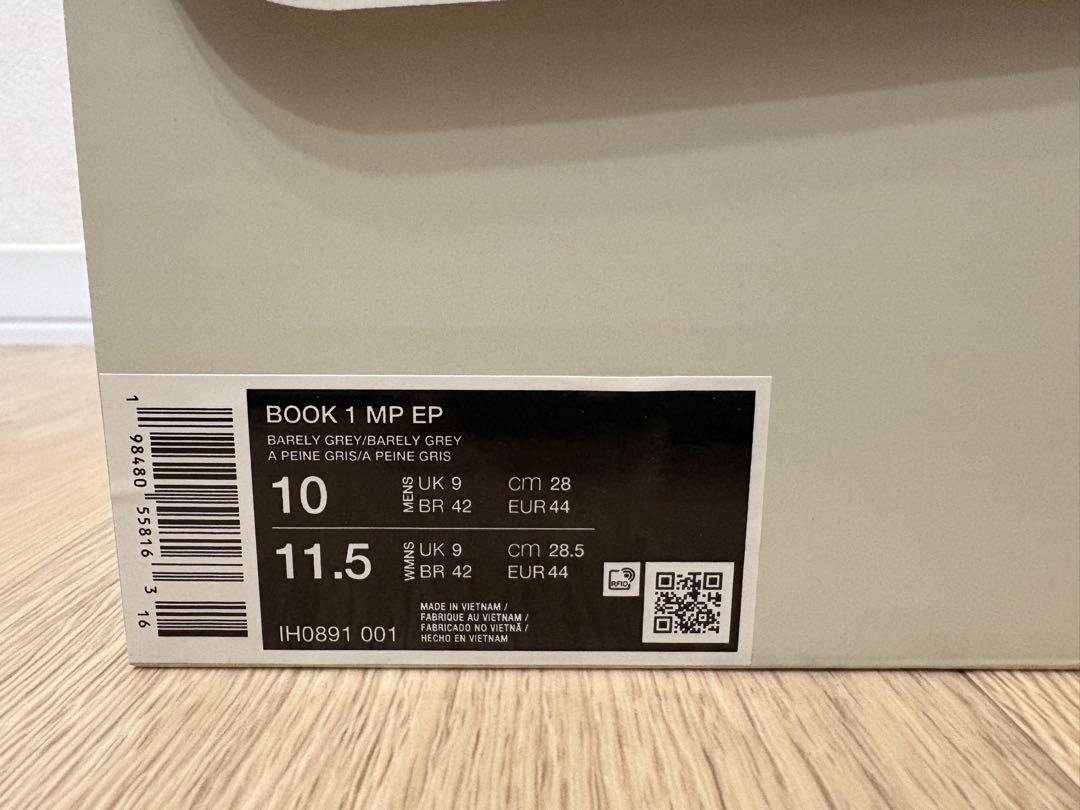 BOOK 1 MP EP
BARELY GREY/BARELY GREY
A PEINE GRIS/A PEINE GRIS
10 MENS UK 9 cm 28
BR 42 EUR 44
11.5 WMNS UK 9 cm 28.5
BR 42 EUR 44
RFID
IH0891 001
MADE IN VIETNAM /
FABRIQUE AU VIETNAM /
FABRICADO NO VIETNÃ /
HECHO EN VIETNAM
1 98480 55816 3 16